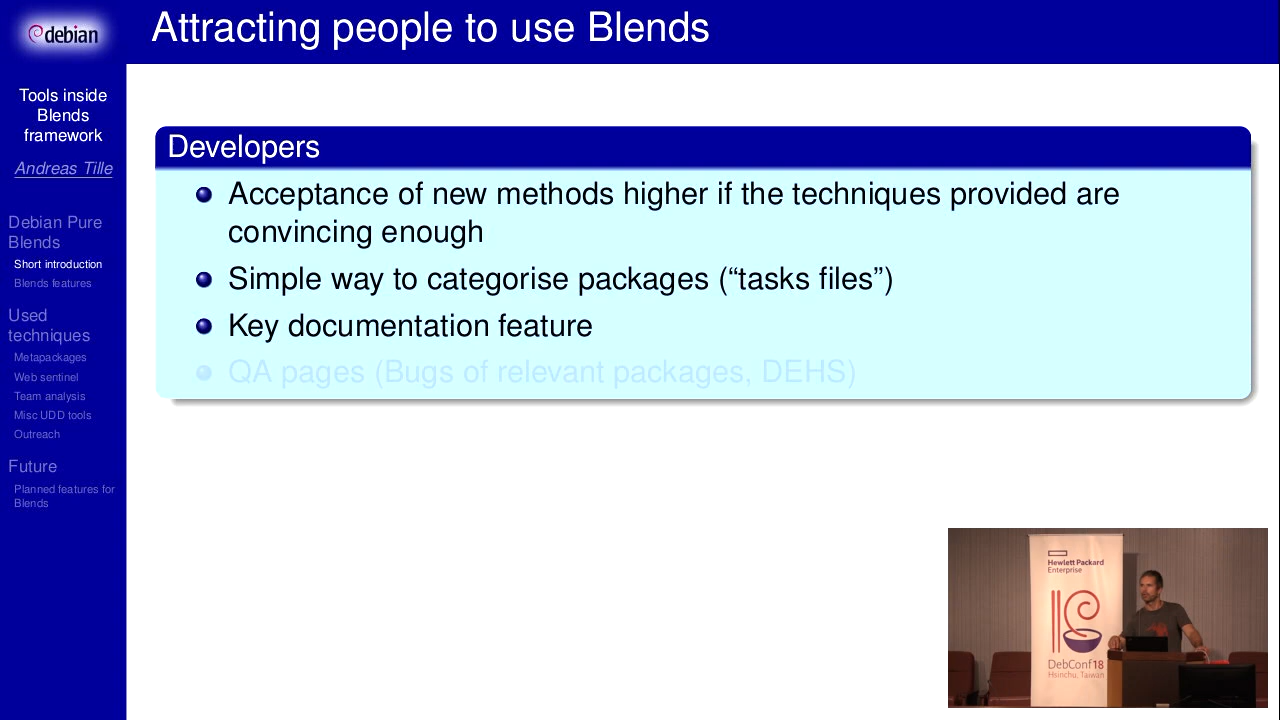 debian
Attracting people to use Blends
Tools inside
Blends
framework
Andreas Tille
Debian Pure
Blends
Short introduction
Blends features
Used
techniques
Metapackages
Web sentinel
Team analysis
Misc UDD tools
Outreach
Future
Planned features for
Blends
Developers
Acceptance of new methods higher if the techniques provided are
convincing enough
Simple way to categorise packages (“tasks files”)
Key documentation feature
QA pages (Bugs of relevant packages, DEHS)
Hewlett Packard
Enterprise
DebConf18
Hsinchu, Taiwan